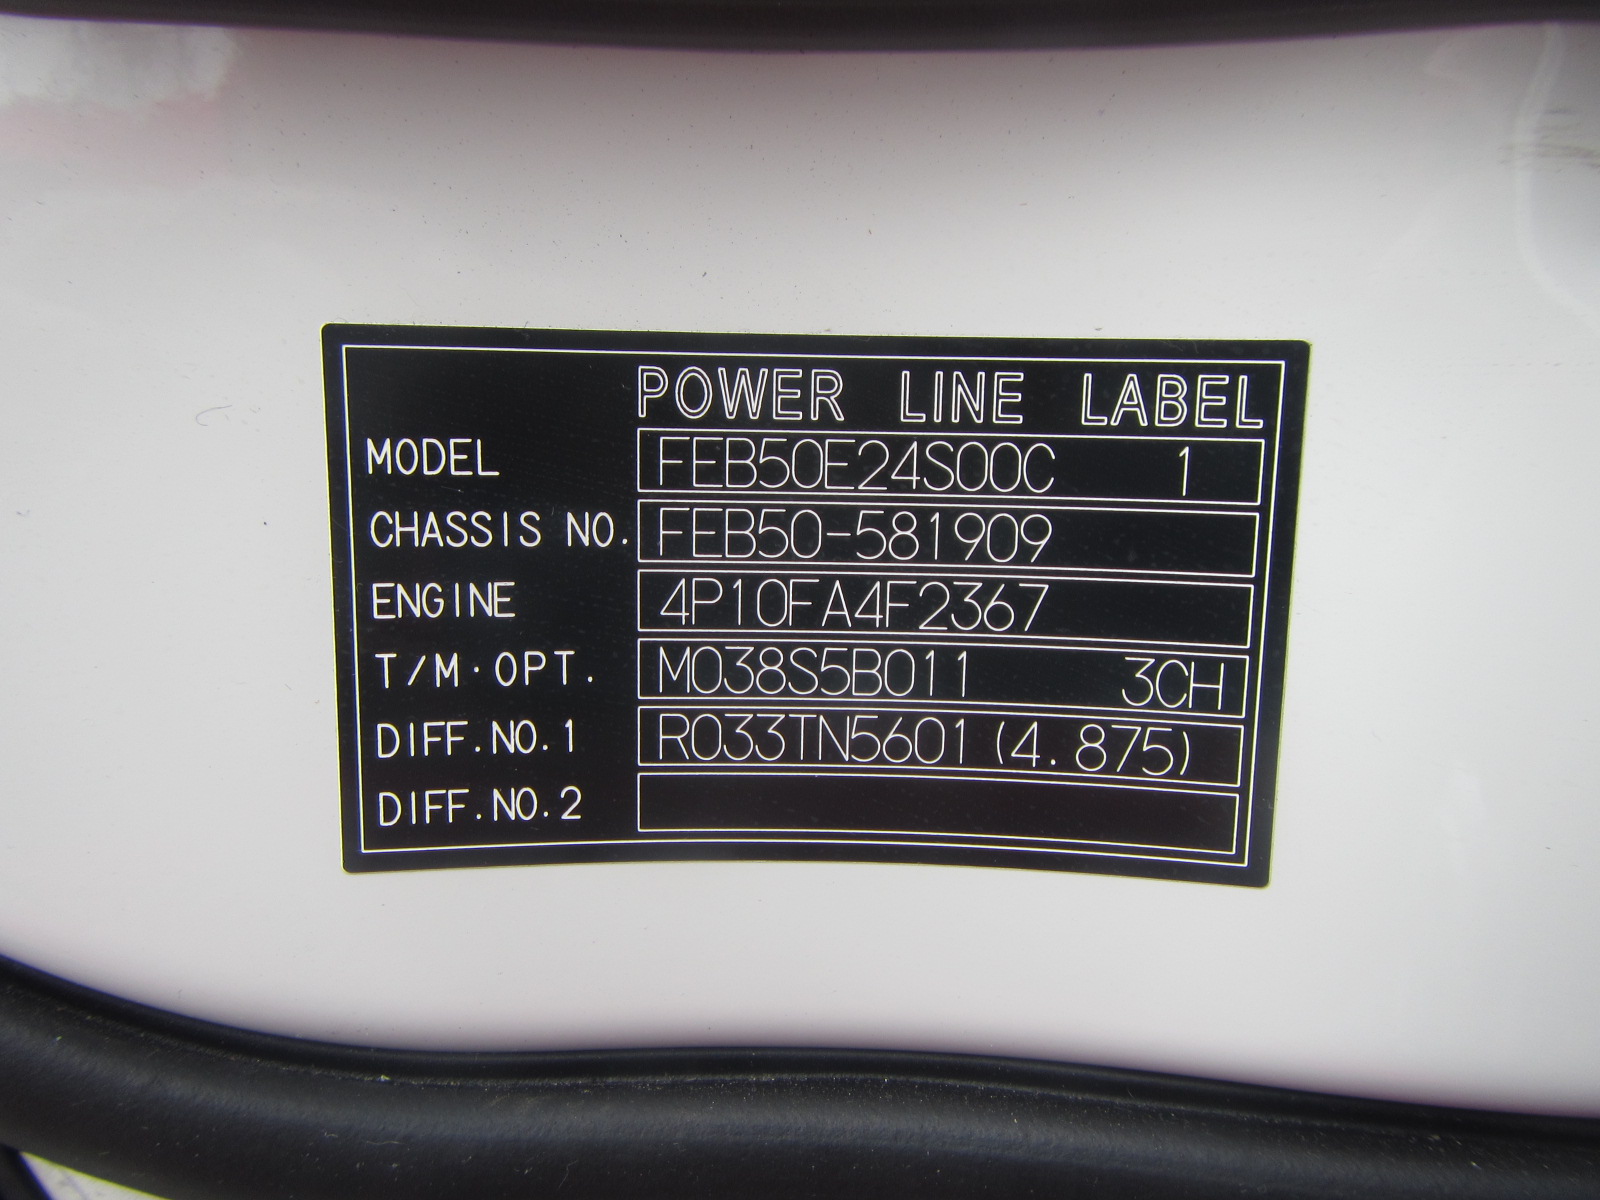 POWER LINE LABEL
MODEL FEB50E24S00C 1
CHASSIS NO. FEB50-581909
ENGINE 4P10FA4F2367
T/M·OPT. M038S5B011 3CH
DIFF.NO.1 R033TN5601(4.875)
DIFF.NO.2